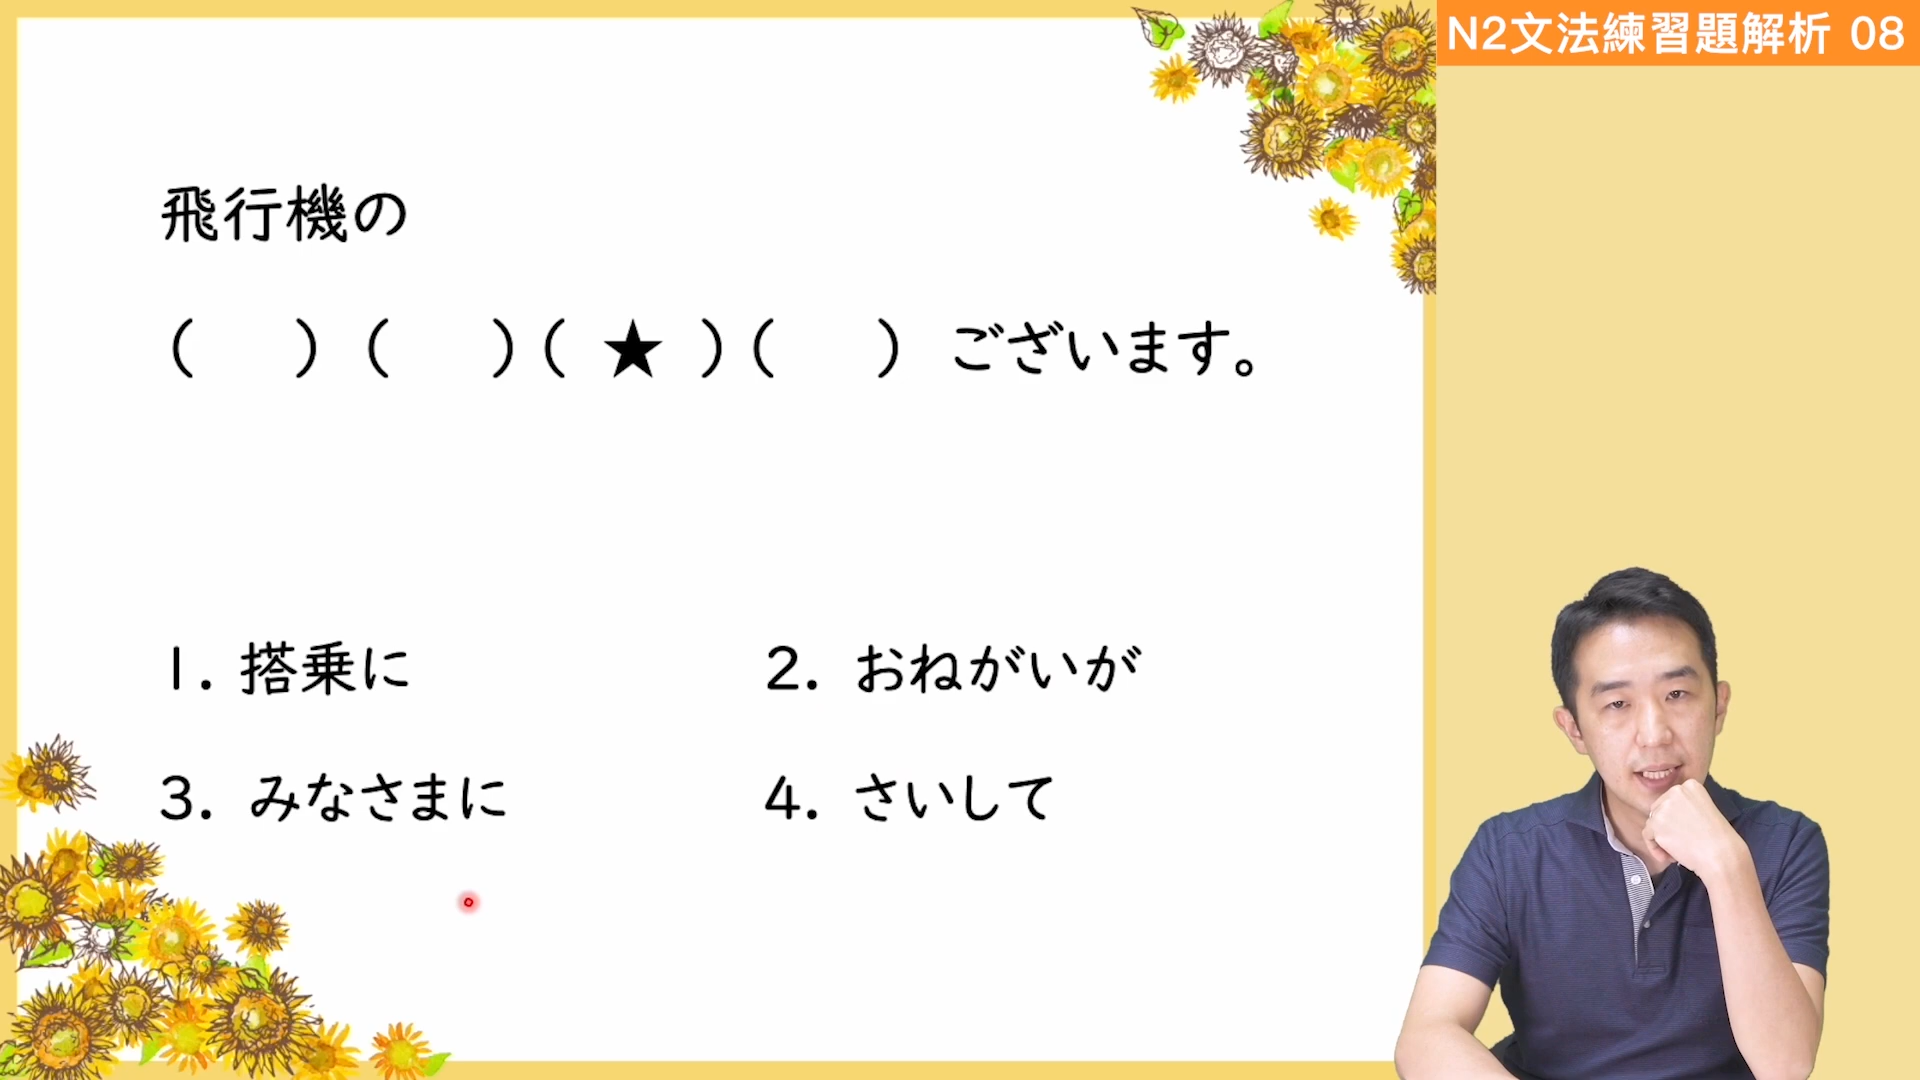 N2文法練習題解析 08
飛行機の
(　　)(　　)( ★ )(　　) ございます。
1. 搭乗に
2. おねがいが
3. みなさまに
4. さいして